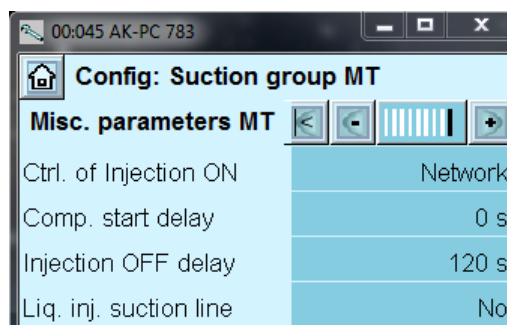 00:045 AK-PC 783
Config: Suction group MT
Misc. parameters MT
Ctrl. of Injection ON Network
Comp. start delay 0 s
Injection OFF delay 120 s
Liq. inj. suction line No